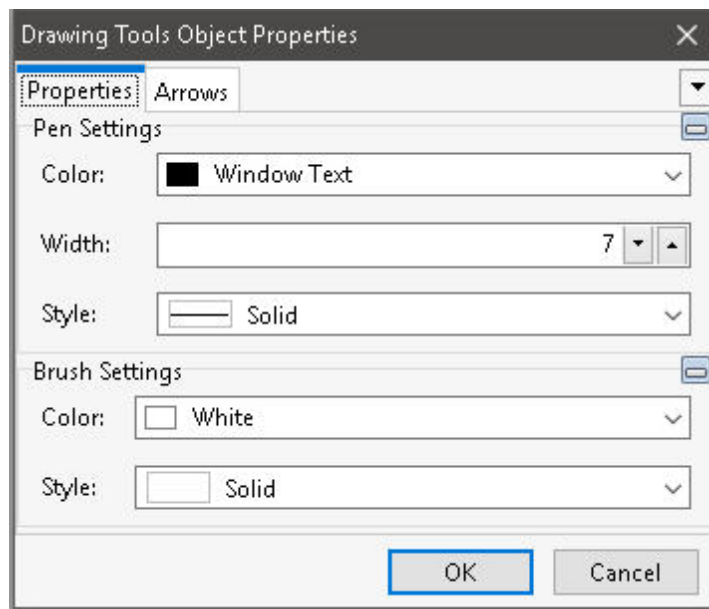 Drawing Tools Object Properties
Properties Arrows
Pen Settings
Color: Window Text
Width: 7
Style: Solid
Brush Settings
Color: White
Style: Solid
OK Cancel